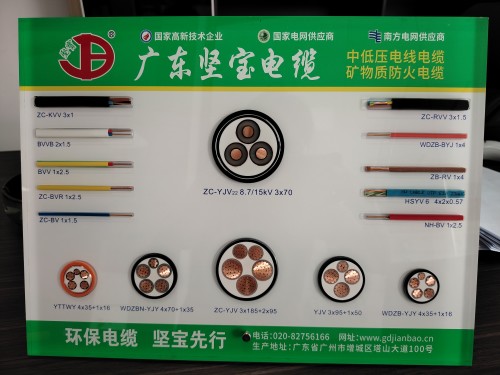 坚宝
®
国家高新技术企业
国家电网供应商
南方电网供应商
广东坚宝电缆
中低压电线电缆
矿物质防火电缆
ZC-KVV 3x1
BVVB 2x1.5
BVV 1x2.5
ZC-BVR 1x2.5
ZC-BV 1x1.5
ZC-YJV22 8.7/15kV 3x70
ZC-RVV 3x1.5
WDZB-BYJ 1x4
ZB-RV 1x4
HSYV 6 4x2x0.57
NH-BV 1x2.5
YTTWY 4x35+1x16
WDZBN-YJY 4x70+1x35
ZC-YJV 3x185+2x95
YJV 3x95+1x50
WDZB-YJY 4x35+1x16
环保电缆 坚宝先行
电话:020-82756166 网址:www.gdjianbao.cn
生产地址:广东省广州市增城区塔山大道100号